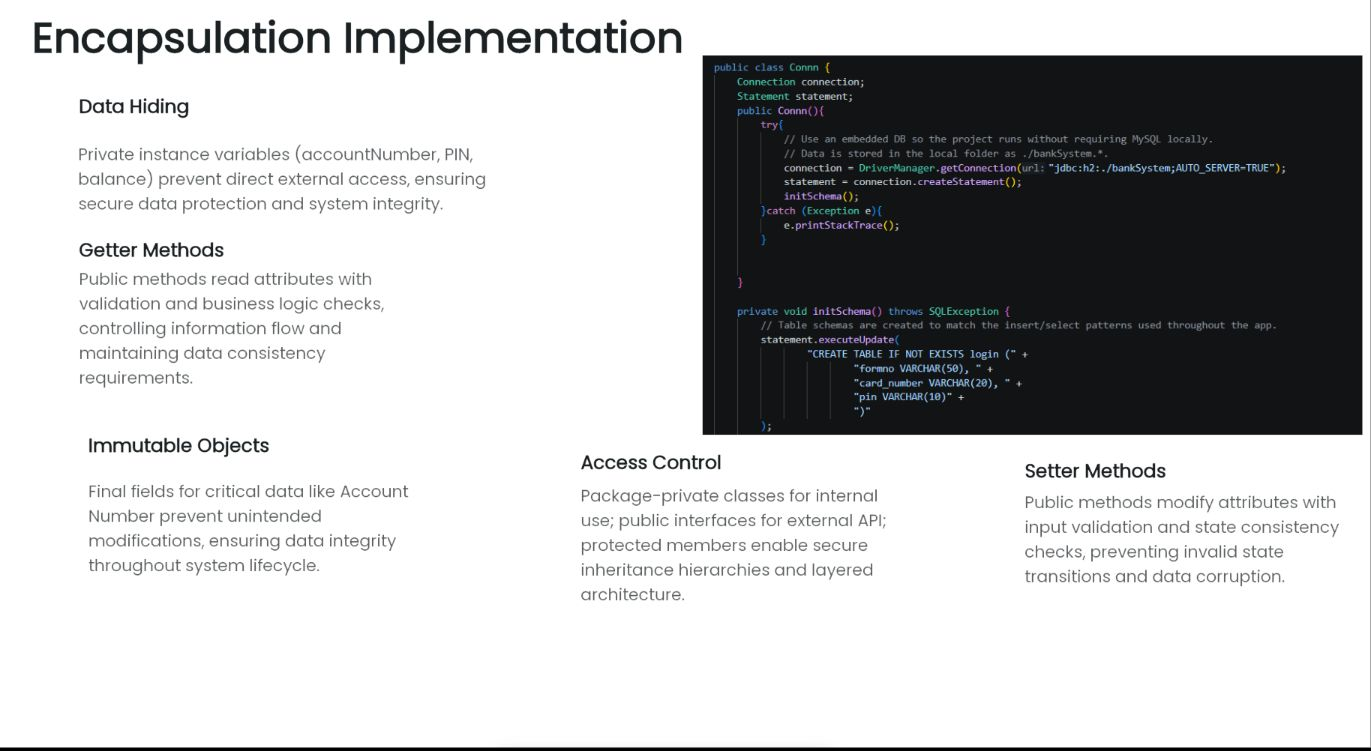 Encapsulation Implementation
Data Hiding
Private instance variables (accountNumber, PIN,
balance) prevent direct external access, ensuring
secure data protection and system integrity.
Getter Methods
Public methods read attributes with
validation and business logic checks,
controlling information flow and
maintaining data consistency
requirements.
public class Connn {
Connection connection;
Statement statement;
public Connn(){
try{
// Use an embedded DB so the project runs without requiring MySQL locally.
// Data is stored in the local folder as ./bankSystem.*.
connection = DriverManager.getConnection(url: "jdbc:h2:./bankSystem;AUTO_SERVER=TRUE");
statement = connection.createStatement();
initSchema();
}catch (Exception e){
e.printStackTrace();
}
}
private void initSchema() throws SQLException {
// Table schemas are created to match the insert/select patterns used throughout the app.
statement.executeUpdate(
"CREATE TABLE IF NOT EXISTS login (" +
"formno VARCHAR(50), " +
"card_number VARCHAR(20), " +
"pin VARCHAR(10)" +
")"
);
Immutable Objects
Final fields for critical data like Account
Number prevent unintended
modifications, ensuring data integrity
throughout system lifecycle.
Access Control
Package-private classes for internal
use; public interfaces for external API;
protected members enable secure
inheritance hierarchies and layered
architecture.
Setter Methods
Public methods modify attributes with
input validation and state consistency
checks, preventing invalid state
transitions and data corruption.